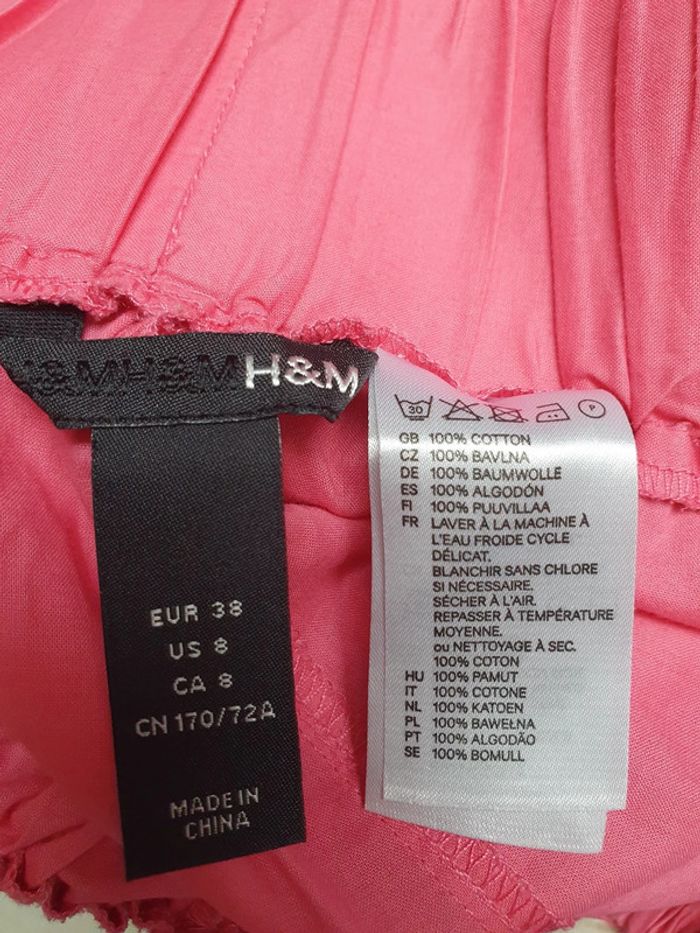 H&MH&MH&M
EUR 38
US 8
CA 8
CN 170/72A
MADE IN
CHINA
30
P
GB 100% COTTON
CZ 100% BAVLNA
DE 100% BAUMWOLLE
ES 100% ALGODÓN
FI 100% PUUVILLAA
FR LAVER À LA MACHINE À
L'EAU FROIDE CYCLE
DÉLICAT.
BLANCHIR SANS CHLORE
SI NÉCESSAIRE.
SÉCHER À L'AIR.
REPASSER À TEMPÉRATURE
MOYENNE.
ou NETTOYAGE À SEC.
100% COTON
HU 100% PAMUT
IT 100% COTONE
NL 100% KATOEN
PL 100% BAWEŁNA
PT 100% ALGODÃO
SE 100% BOMULL